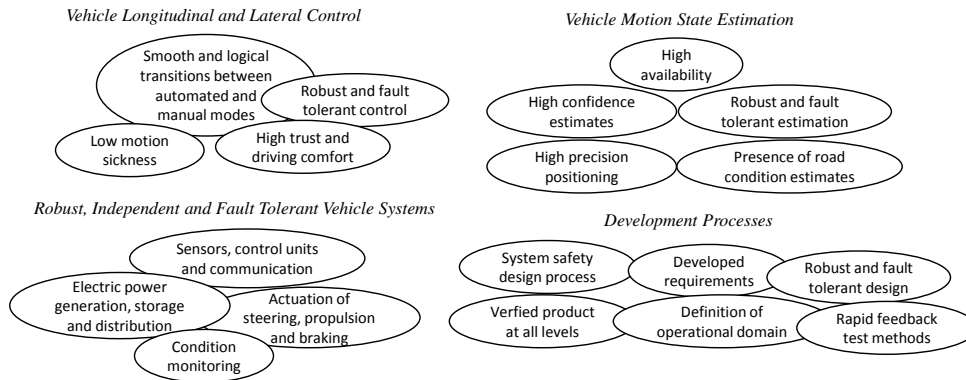 Vehicle Longitudinal and Lateral Control
Smooth and logical
transitions between
automated and
manual modes
Robust and fault
tolerant control
Low motion
sickness
High trust and
driving comfort
Vehicle Motion State Estimation
High
availability
High confidence
estimates
Robust and fault
tolerant estimation
High precision
positioning
Presence of road
condition estimates
Robust, Independent and Fault Tolerant Vehicle Systems
Sensors, control units
and communication
Electric power
generation, storage
and distribution
Actuation of
steering, propulsion
and braking
Condition
monitoring
Development Processes
System safety
design process
Developed
requirements
Robust and fault
tolerant design
Verfied product
at all levels
Definition of
operational domain
Rapid feedback
test methods